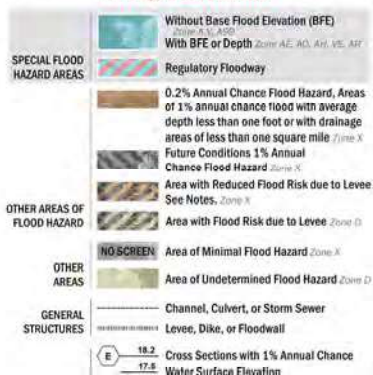 Without Base Flood Elevation (BFE)
Zone A,V, A99
With BFE or Depth Zone AE, AO, AH, VE, AR
SPECIAL FLOOD
HAZARD AREAS
Regulatory Floodway
0.2% Annual Chance Flood Hazard, Areas
of 1% annual chance flood with average
depth less than one foot or with drainage
areas of less than one square mile Zone X
Future Conditions 1% Annual
Chance Flood Hazard Zone X
Area with Reduced Flood Risk due to Levee
See Notes. Zone X
OTHER AREAS OF
FLOOD HAZARD
Area with Flood Risk due to Levee Zone D
NO SCREEN Area of Minimal Flood Hazard Zone X
OTHER
AREAS
Area of Undetermined Flood Hazard Zone D
Channel, Culvert, or Storm Sewer
GENERAL
STRUCTURES
Levee, Dike, or Floodwall
E 18.2 Cross Sections with 1% Annual Chance
17.5 Water Surface Elevation